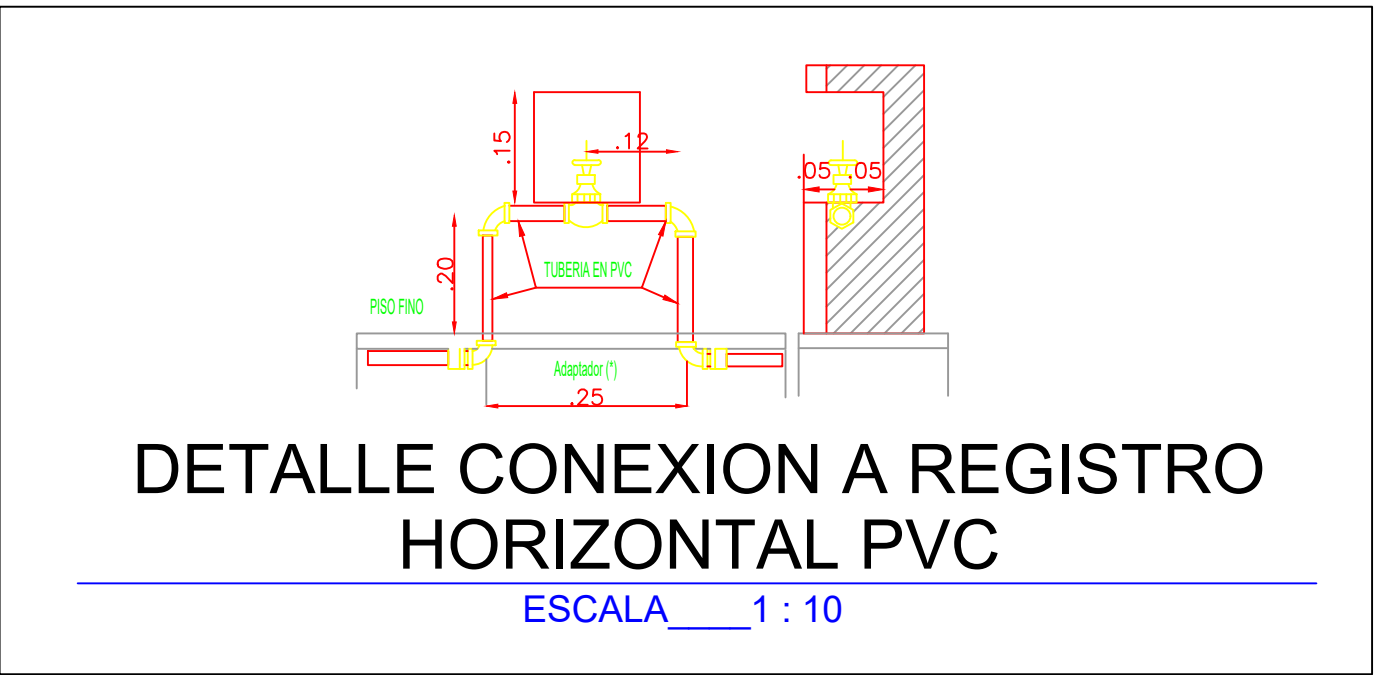 .15
.12
.05 .05
.20
TUBERIA EN PVC
PISO FINO
Adaptador (*)
.25
DETALLE CONEXION A REGISTRO
HORIZONTAL PVC
ESCALA____1 : 10